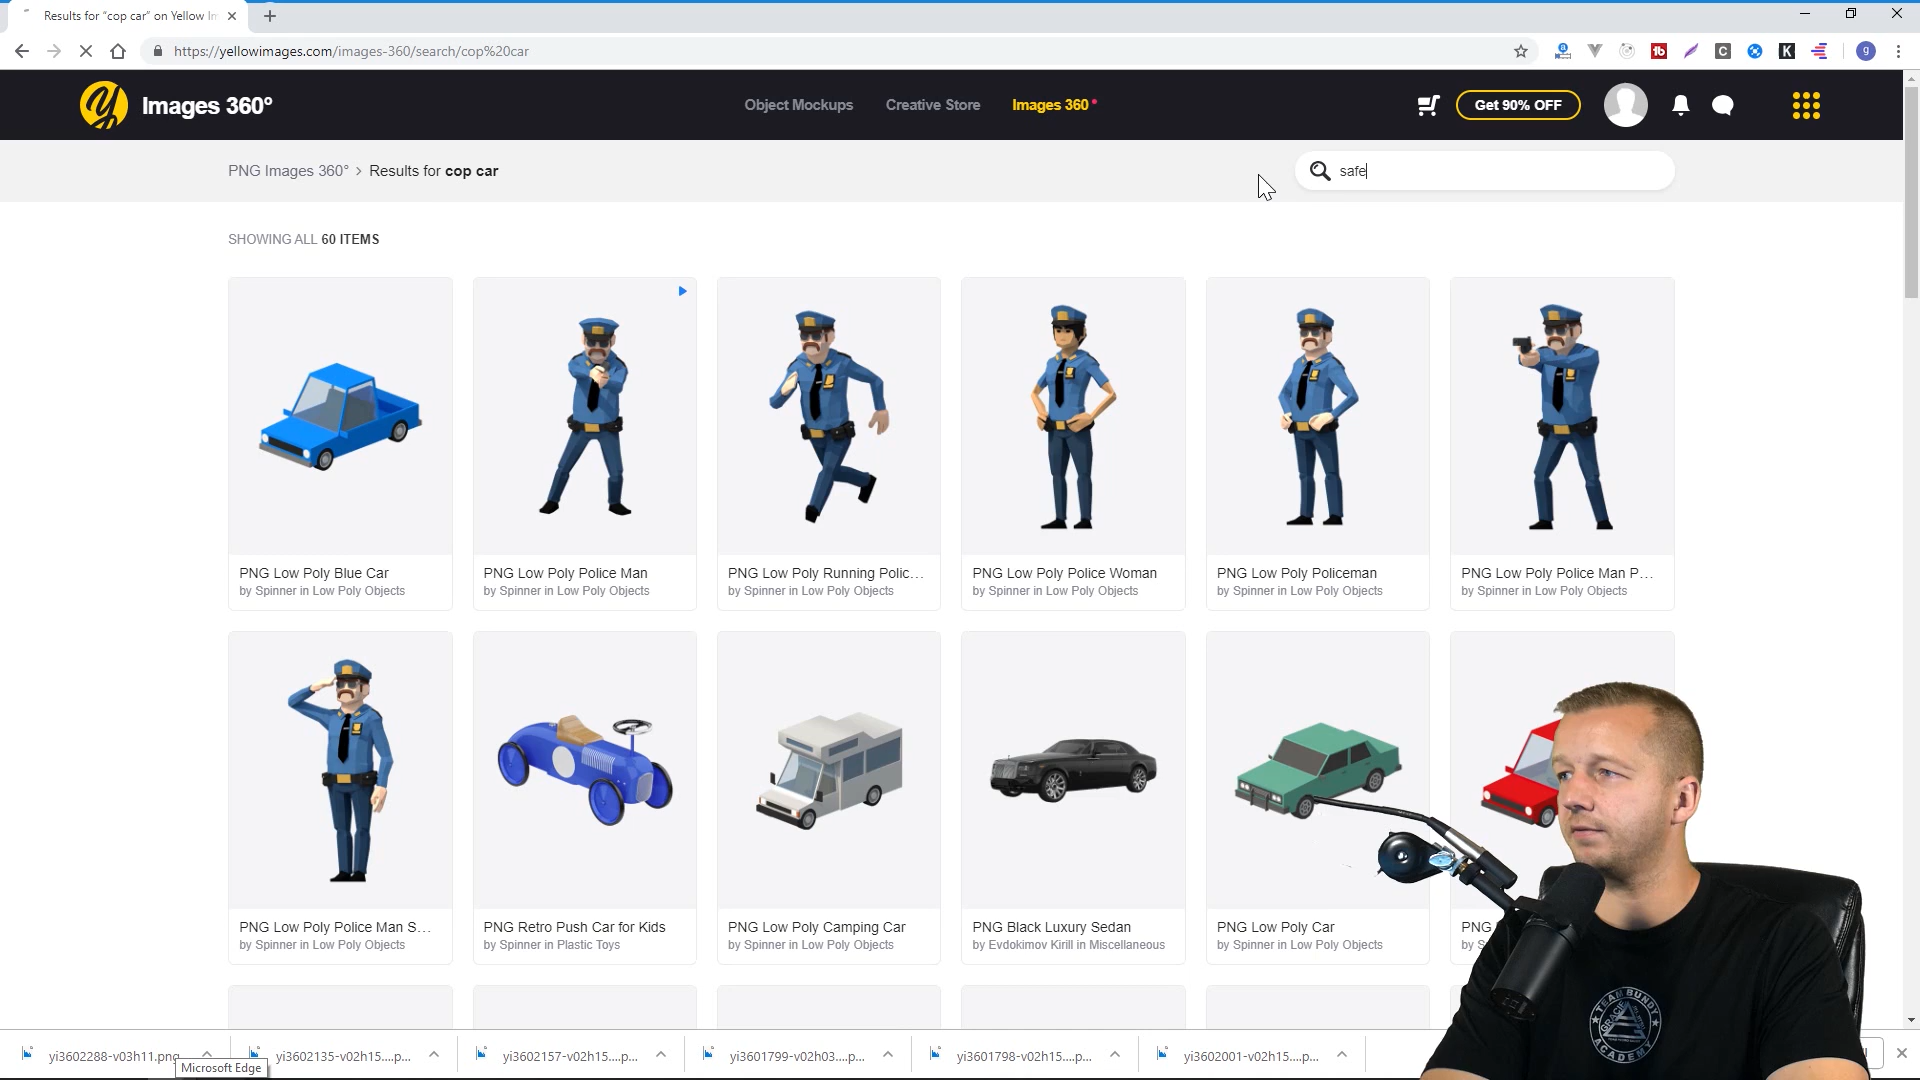 Results for “cop car” on Yellow Im
https://yellowimages.com/images-360/search/cop%20car
Images 360°
Object Mockups
Creative Store
Images 360
Get 90% OFF
PNG Images 360° > Results for cop car
safe
SHOWING ALL 60 ITEMS
PNG Low Poly Blue Car
by Spinner in Low Poly Objects
PNG Low Poly Police Man
by Spinner in Low Poly Objects
PNG Low Poly Running Polic…
by Spinner in Low Poly Objects
PNG Low Poly Police Woman
by Spinner in Low Poly Objects
PNG Low Poly Policeman
by Spinner in Low Poly Objects
PNG Low Poly Police Man P…
by Spinner in Low Poly Objects
PNG Low Poly Police Man S…
by Spinner in Low Poly Objects
PNG Retro Push Car for Kids
by Spinner in Plastic Toys
PNG Low Poly Camping Car
by Spinner in Low Poly Objects
PNG Black Luxury Sedan
by Evdokimov Kirill in Miscellaneous
PNG Low Poly Car
by Spinner in Low Poly Objects
PNG
by S
TEAM BUNDY
GRACIE
ACADEMY
yi3602288-v03h11.png
yi3602135-v02h15....p...
yi3602157-v02h15....p...
yi3601799-v02h03....p...
yi3601798-v02h15....p...
yi3602001-v02h15....p...
Microsoft Edge